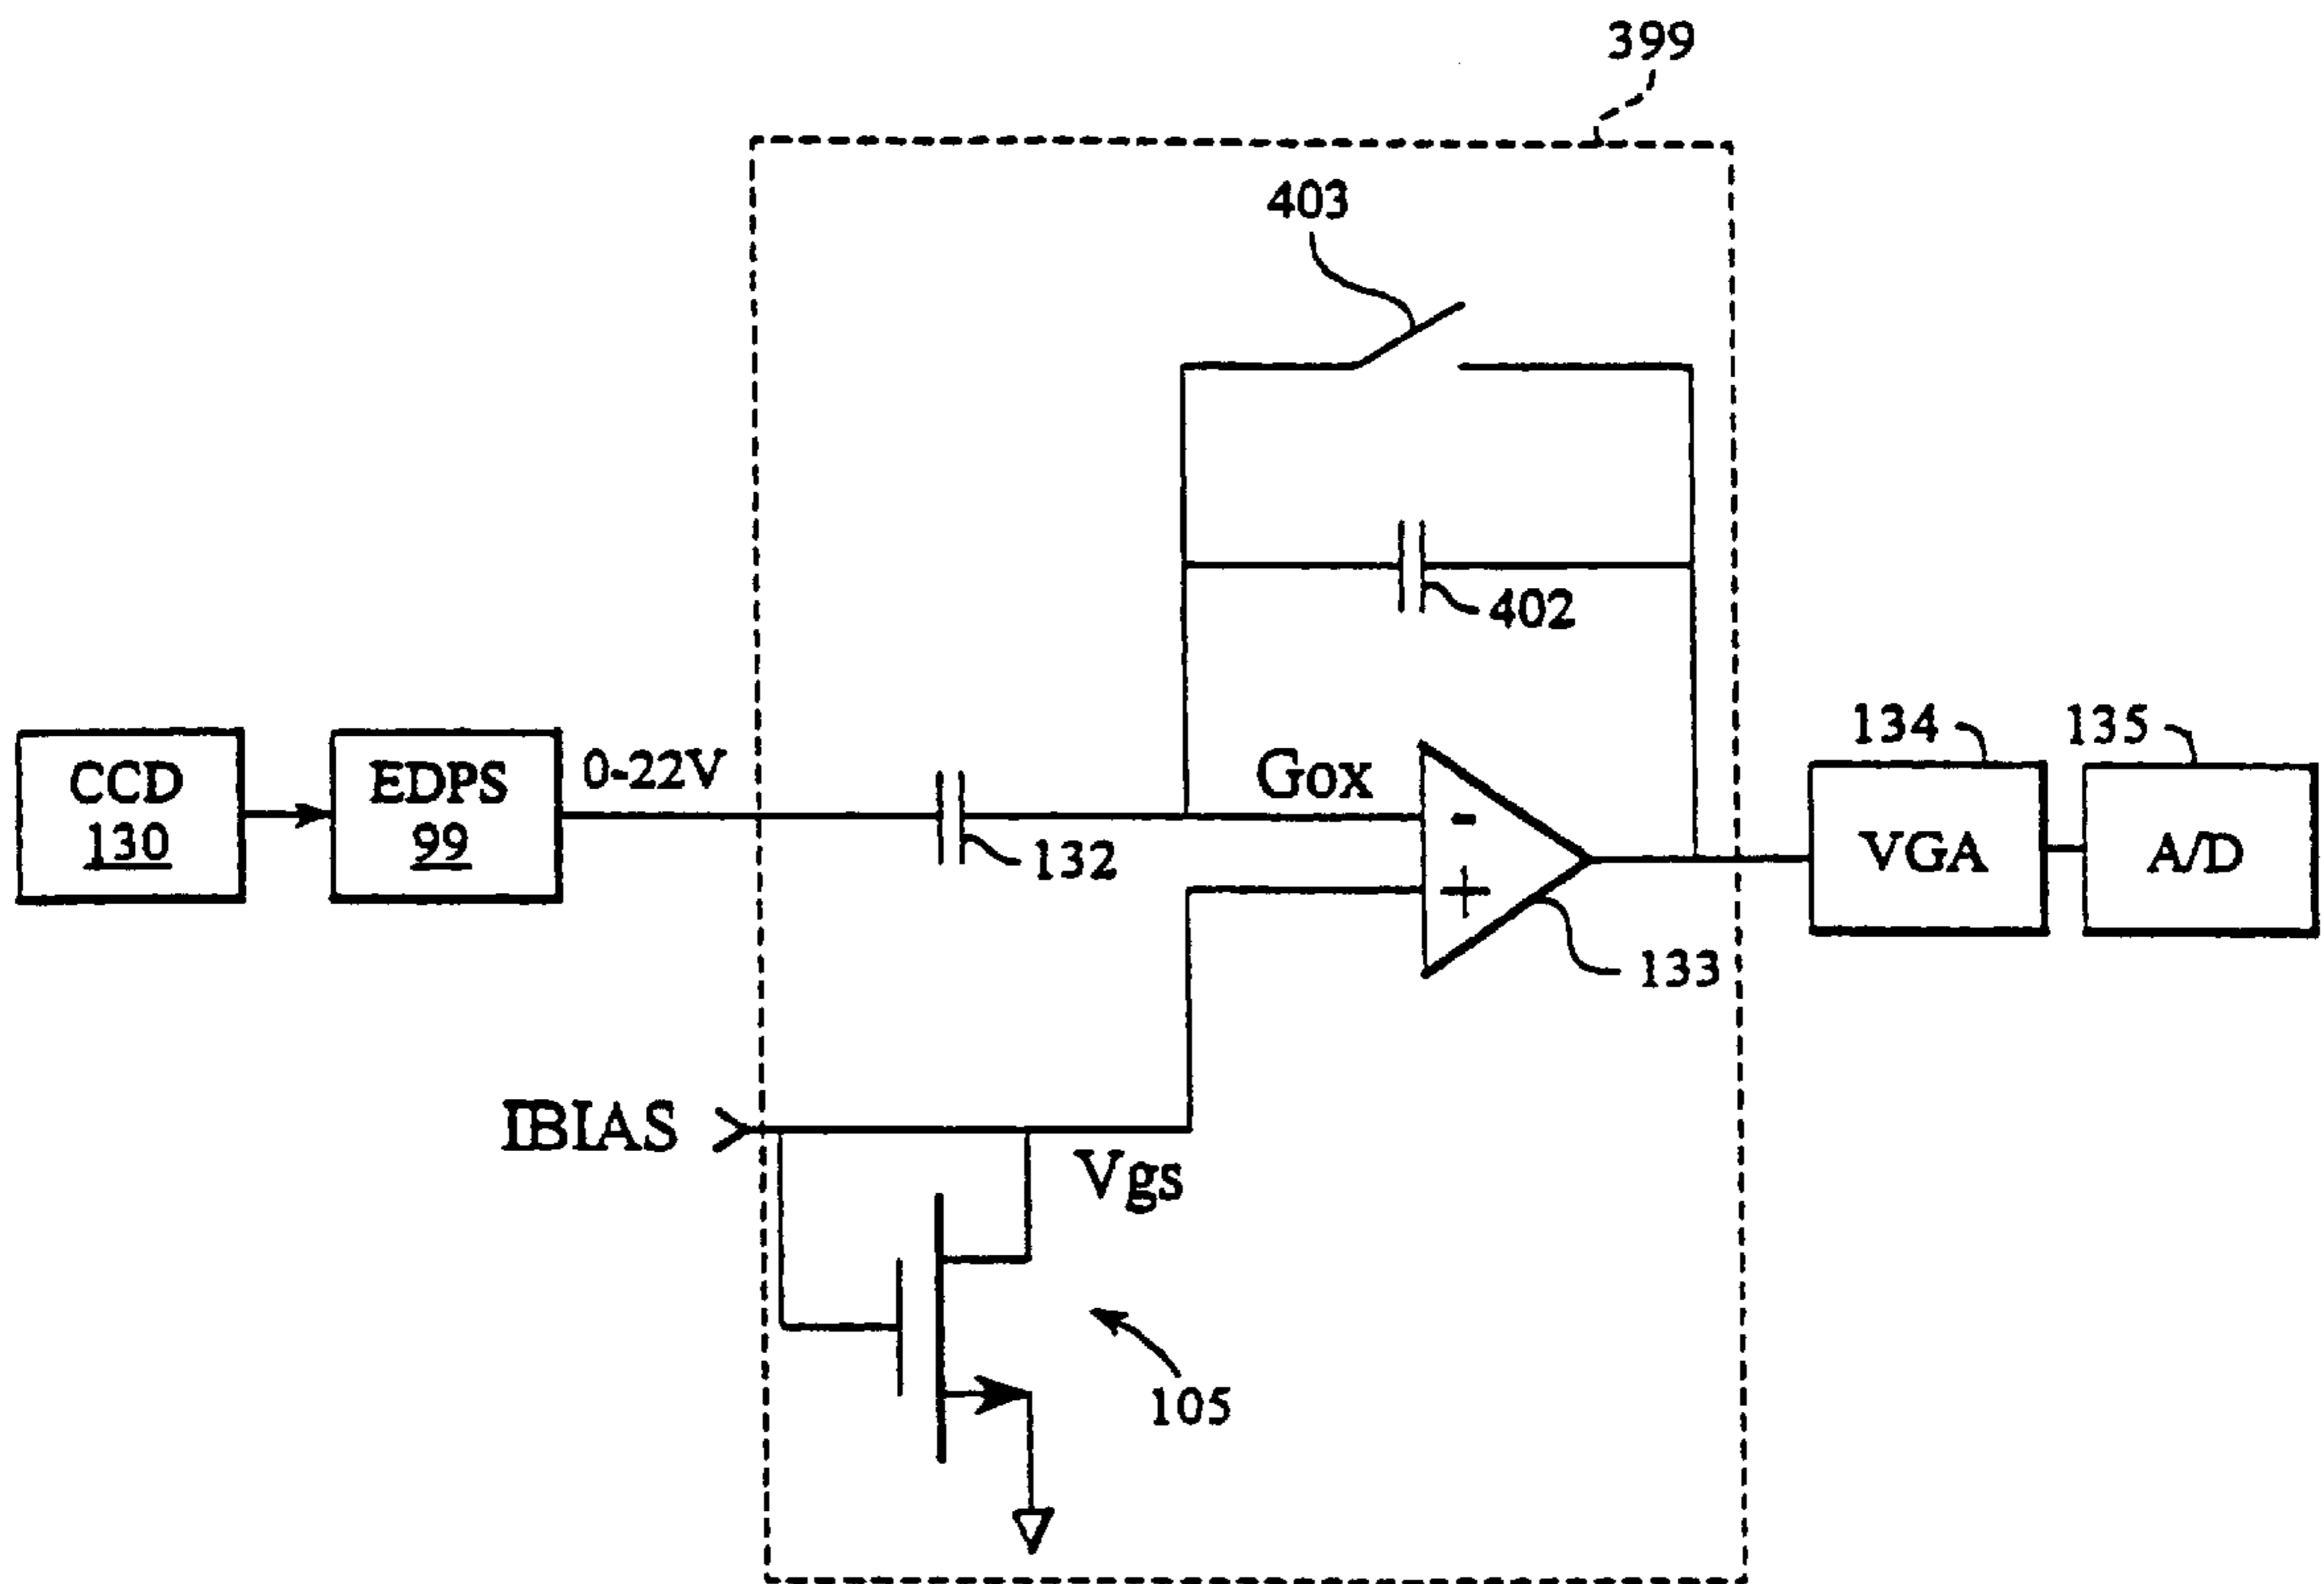 399
403
402
CCD
130
EDPS
99
0-22V
132
Gox
-
+
133
134
VGA
135
A/D
IBIAS
Vgs
105